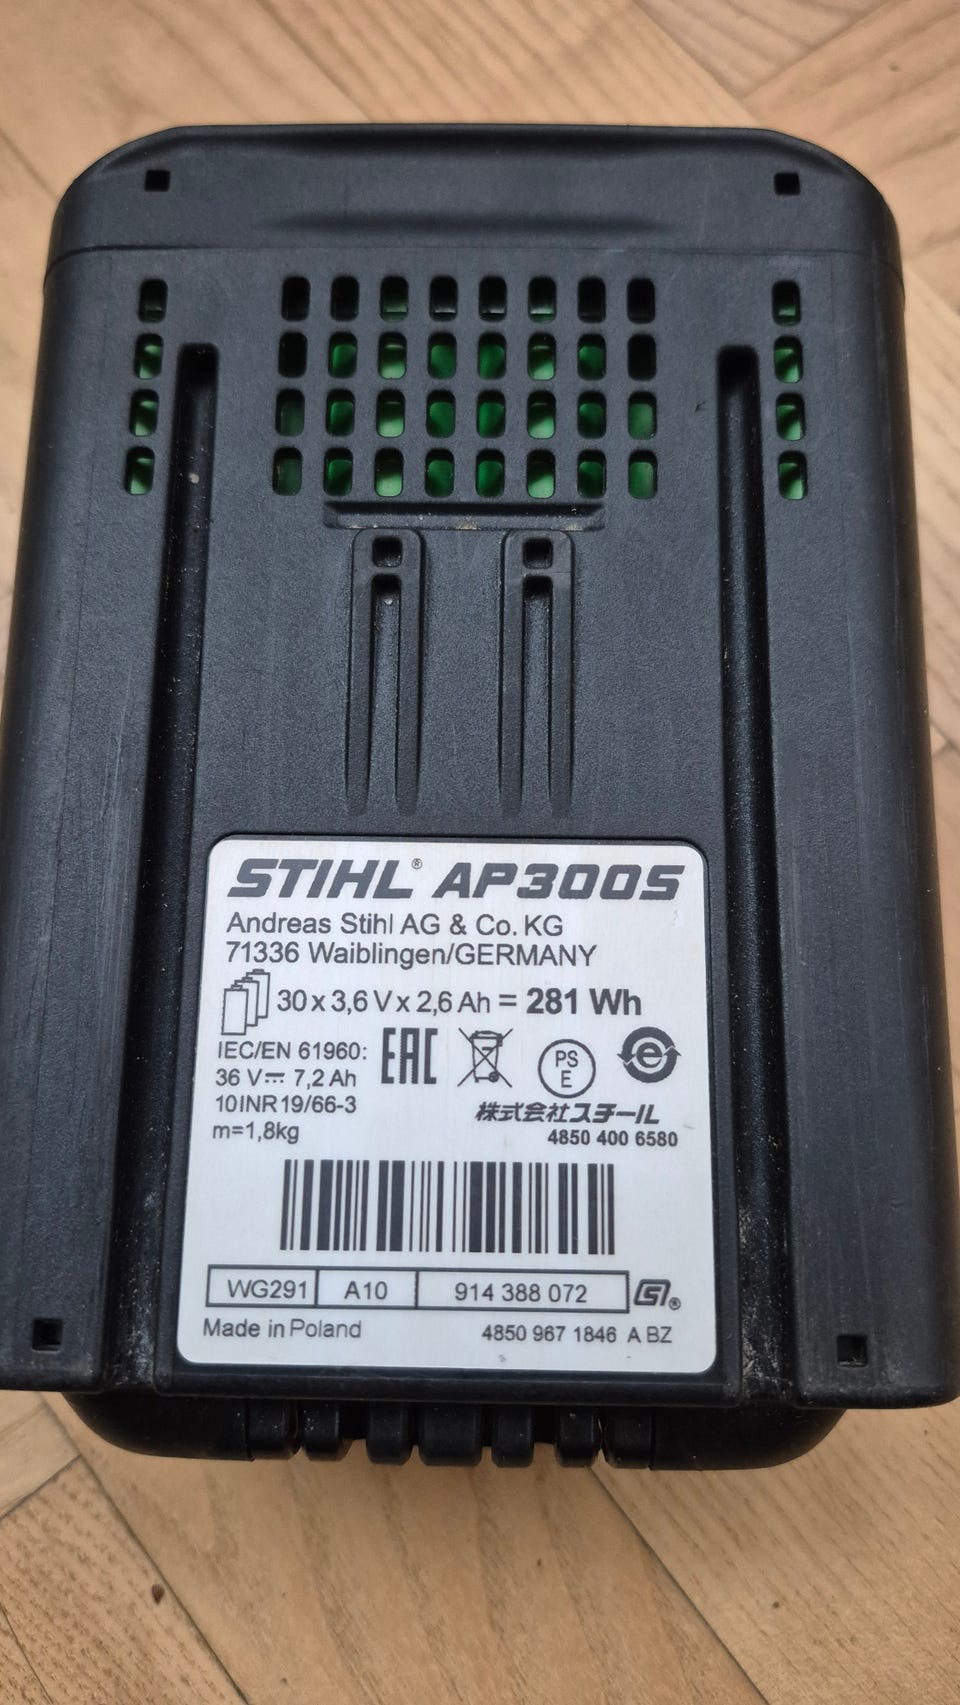 STIHL® AP300S
Andreas Stihl AG & Co. KG
71336 Waiblingen/GERMANY
30 x 3,6 V x 2,6 Ah = 281 Wh
IEC/EN 61960:
36 V⎓ 7,2 Ah
10INR19/66-3
m=1,8kg
EAC
PS
E
e
株式会社スチール
4850 400 6580
WG291 A10 914 388 072
Made in Poland
4850 967 1846 A BZ